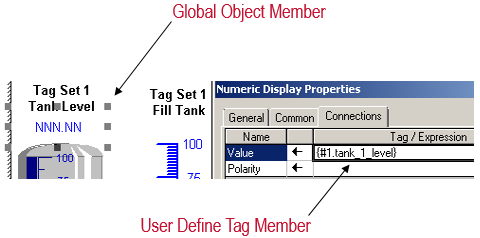 Global Object Member
Tag Set 1
Tank Level
NNN.NN
100
Tag Set 1
Fill Tank
100
75
Numeric Display Properties
General
Common
Connections
Name
Tag / Expression
Value
{#1.tank_1_level}
Polarity
User Define Tag Member